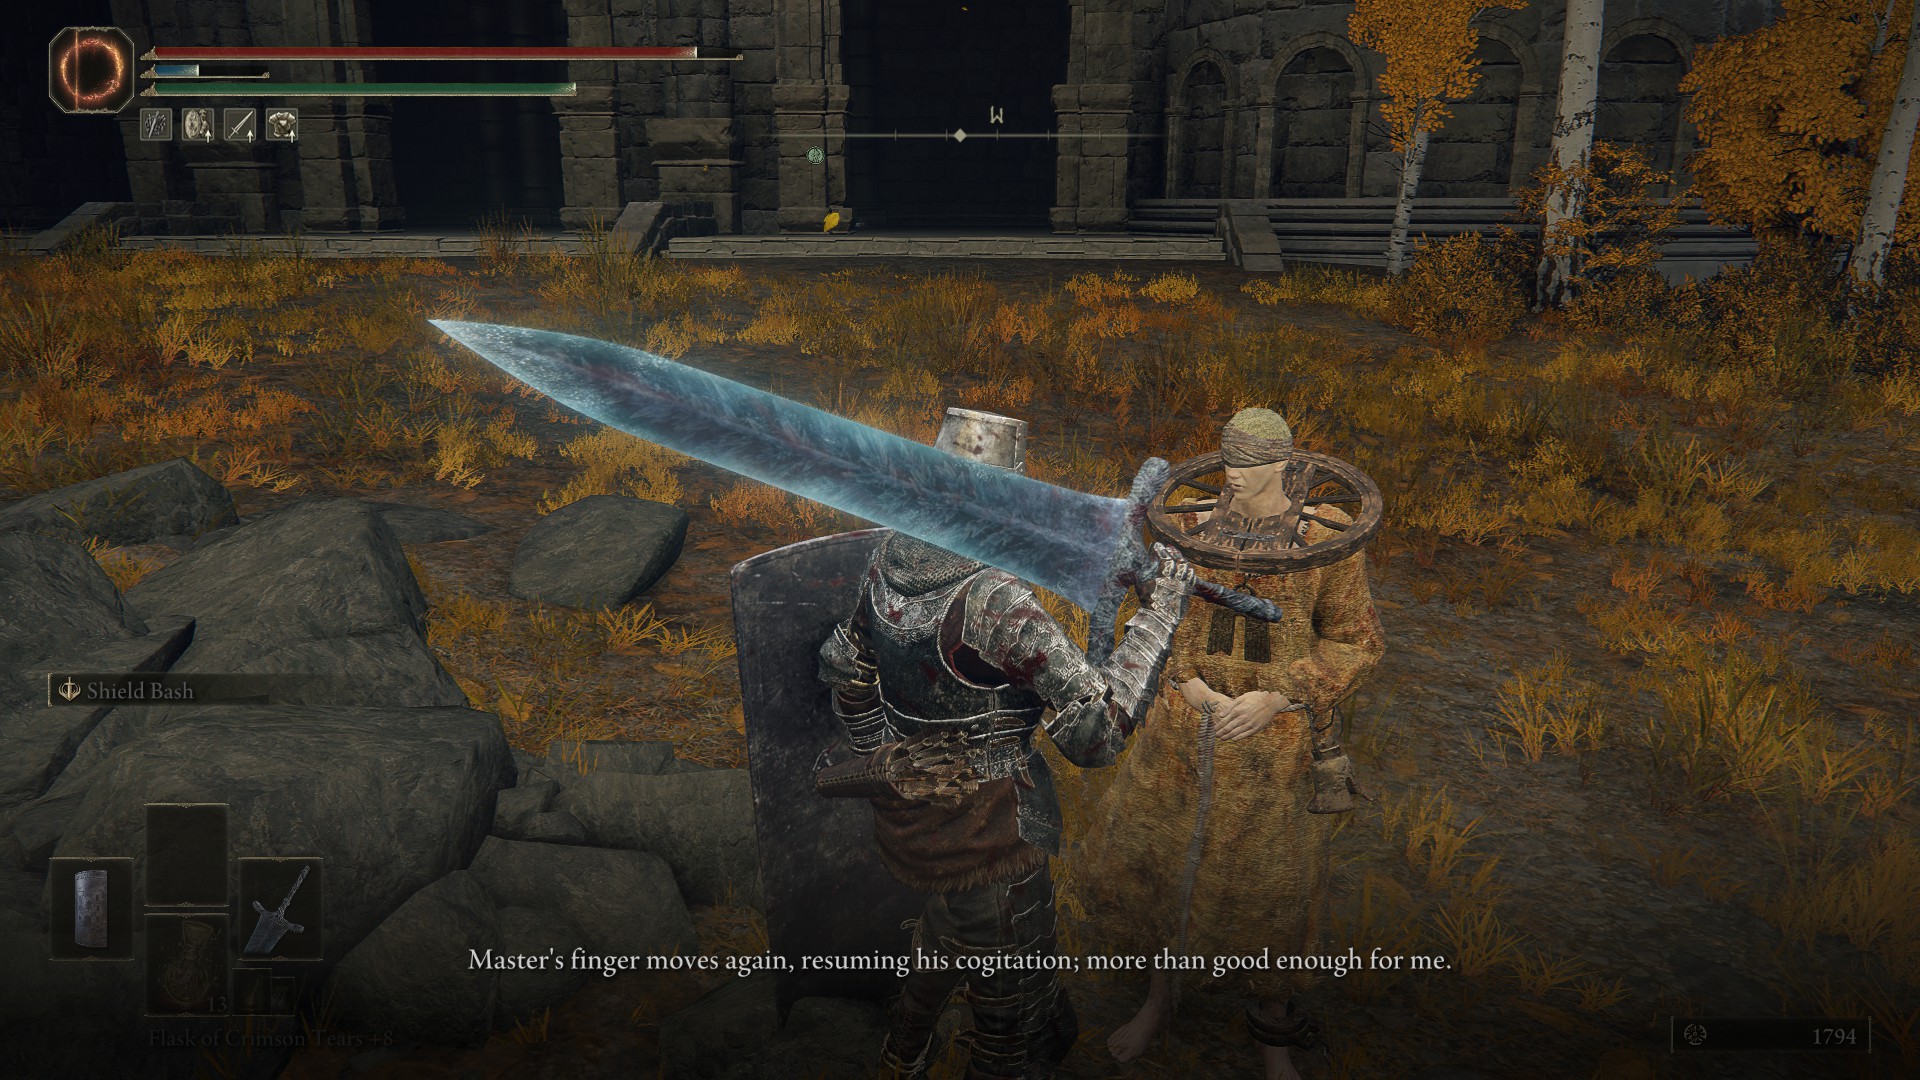 W
Shield Bash
Master's finger moves again, resuming his cogitation; more than good enough for me.
13
Flask of Crimson Tears +8
1794